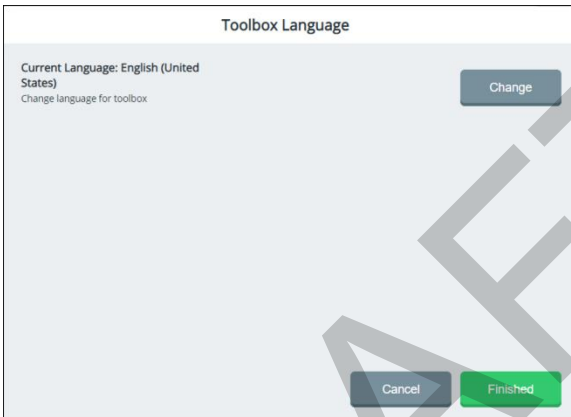 Toolbox Language
Current Language: English (United
States)
Change language for toolbox
Change
Cancel
Finished